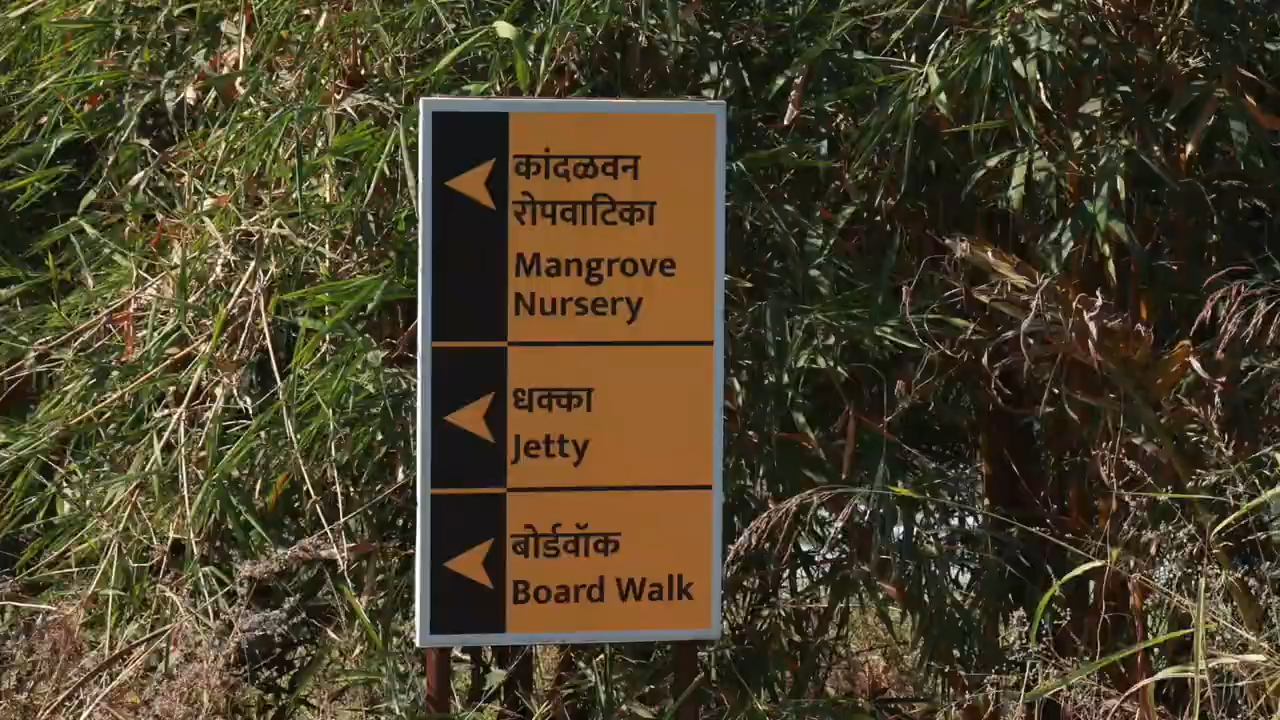 कांदळवन
रोपवाटिका
Mangrove
Nursery
धक्का
Jetty
बोर्डवॉक
Board Walk